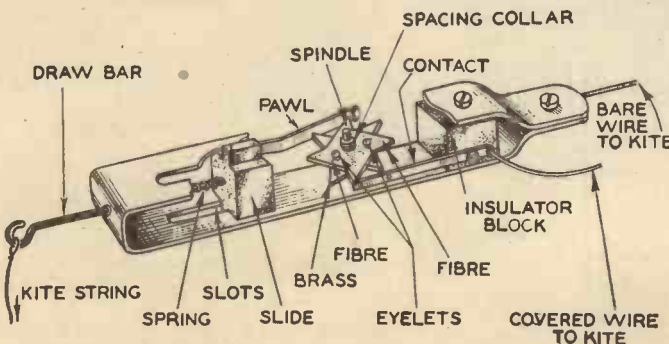 SPACING COLLAR
SPINDLE
CONTACT
DRAW BAR
PAWL
BARE
WIRE
TO KITE
INSULATOR
BLOCK
FIBRE
FIBRE
BRASS
KITE STRING
SLOTS
SPRING
SLIDE
EYELETS
COVERED WIRE
TO KITE